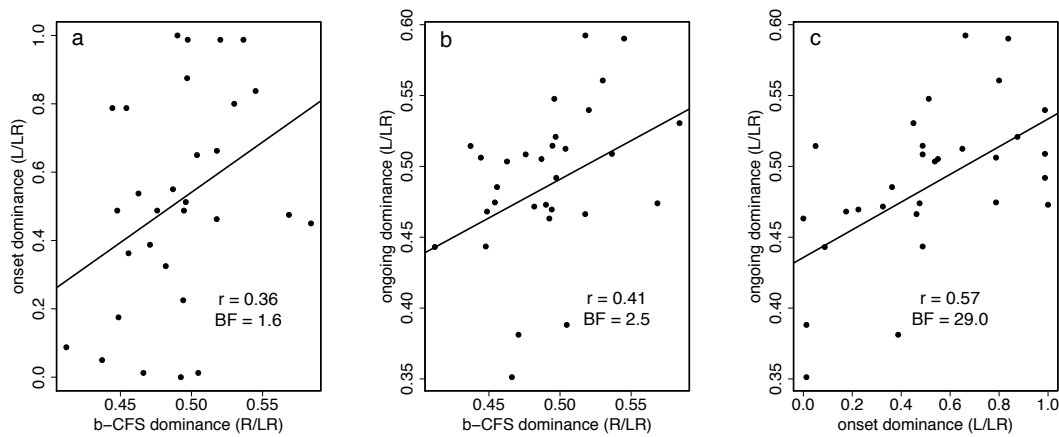 a
onset dominance (L/LR)
1.0
0.8
0.6
0.4
0.2
0.0
r = 0.36
BF = 1.6
0.45 0.50 0.55
b−CFS dominance (R/LR)
b
ongoing dominance (L/LR)
0.60
0.55
0.50
0.45
0.40
0.35
r = 0.41
BF = 2.5
0.45 0.50 0.55
b−CFS dominance (R/LR)
c
ongoing dominance (L/LR)
0.60
0.55
0.50
0.45
0.40
0.35
r = 0.57
BF = 29.0
0.0 0.2 0.4 0.6 0.8 1.0
onset dominance (L/LR)